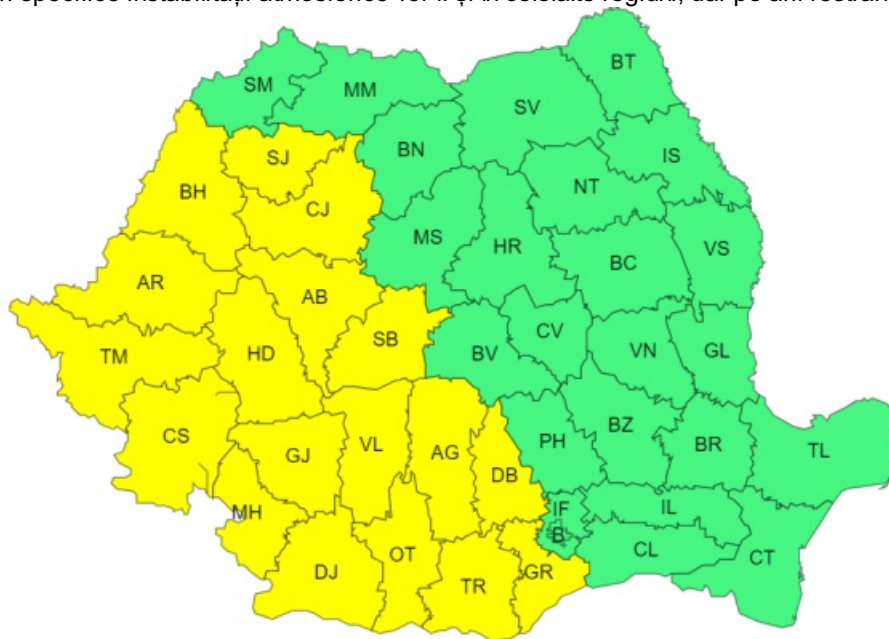 specifice instabilității atmosferice vor fi și în celelalte regiuni, dar pe arii
BT
SM
MM
SV
BN
IS
SJ
BH
NT
CJ
MS
HR
VS
BC
AR
AB
CV
SB
TM
HD
BV
VN
GL
CS
VL
AG
PH
BZ
BR
TL
GJ
DB
MH
IF
IL
B
CL
CT
OT
DJ
TR
GR